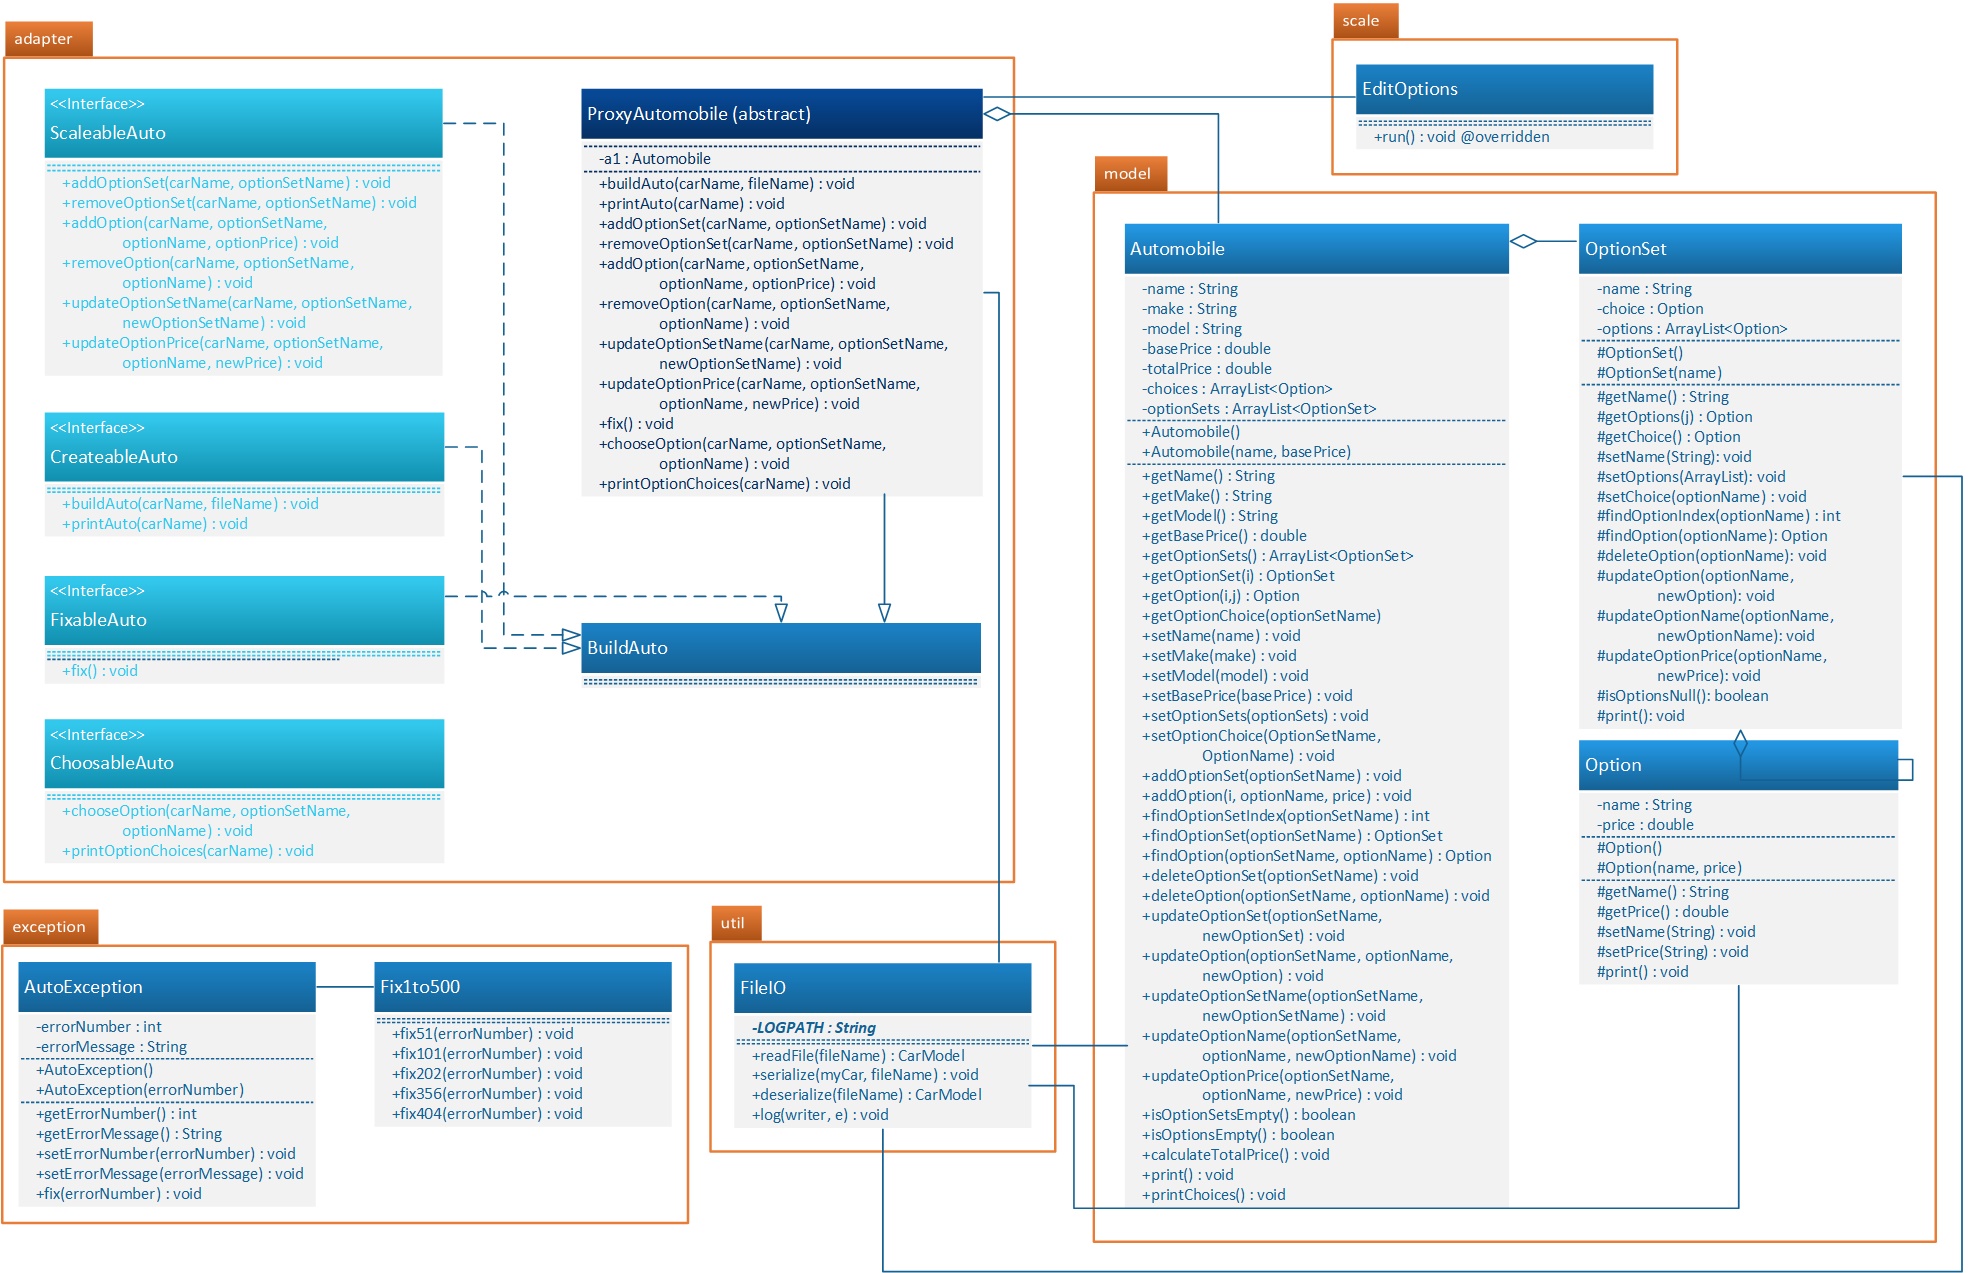 adapter
<<Interface>>
ScaleableAuto
+addOptionSet(carName, optionSetName) : void
+removeOptionSet(carName, optionSetName) : void
+addOption(carName, optionSetName,
optionName, optionPrice) : void
+removeOption(carName, optionSetName,
optionName) : void
+updateOptionSetName(carName, optionSetName,
newOptionSetName) : void
+updateOptionPrice(carName, optionSetName,
optionName, newPrice) : void
<<Interface>>
CreateableAuto
+buildAuto(carName, fileName) : void
+printAuto(carName) : void
<<Interface>>
FixableAuto
+fix() : void
<<Interface>>
ChoosableAuto
+chooseOption(carName, optionSetName,
optionName) : void
+printOptionChoices(carName) : void
ProxyAutomobile (abstract)
-a1 : Automobile
+buildAuto(carName, fileName) : void
+printAuto(carName) : void
+addOptionSet(carName, optionSetName) : void
+removeOptionSet(carName, optionSetName) : void
+addOption(carName, optionSetName,
optionName, optionPrice) : void
+removeOption(carName, optionSetName,
optionName) : void
+updateOptionSetName(carName, optionSetName,
newOptionSetName) : void
+updateOptionPrice(carName, optionSetName,
optionName, newPrice) : void
+fix() : void
+chooseOption(carName, optionSetName,
optionName) : void
+printOptionChoices(carName) : void
BuildAuto
scale
EditOptions
+run() : void @overridden
model
Automobile
-name : String
-make : String
-model : String
-basePrice : double
-totalPrice : double
-choices : ArrayList<Option>
-optionSets : ArrayList<OptionSet>
+Automobile()
+Automobile(name, basePrice)
+getName() : String
+getMake() : String
+getModel() : String
+getBasePrice() : double
+getOptionSets() : ArrayList<OptionSet>
+getOptionSet(i) : OptionSet
+getOption(i,j) : Option
+getOptionChoice(optionSetName)
+setName(name) : void
+setMake(make) : void
+setModel(model) : void
+setBasePrice(basePrice) : void
+setOptionSets(optionSets) : void
+setOptionChoice(OptionSetName,
OptionName) : void
+addOptionSet(optionSetName) : void
+addOption(i, optionName, price) : void
+findOptionSetIndex(optionSetName) : int
+findOptionSet(optionSetName) : OptionSet
+findOption(optionSetName, optionName) : Option
+deleteOptionSet(optionSetName) : void
+deleteOption(optionSetName, optionName) : void
+updateOptionSet(optionSetName,
newOptionSet) : void
+updateOption(optionSetName, optionName,
newOption) : void
+updateOptionSetName(optionSetName,
newOptionSetName) : void
+updateOptionName(optionSetName,
optionName, newOptionName) : void
+updateOptionPrice(optionSetName,
optionName, newPrice) : void
+isOptionSetsEmpty() : boolean
+isOptionsEmpty() : boolean
+calculateTotalPrice() : void
+print() : void
+printChoices() : void
OptionSet
-name : String
-choice : Option
-options : ArrayList<Option>
#OptionSet()
#OptionSet(name)
#getName() : String
#getOptions(j) : Option
#getChoice() : Option
#setName(String): void
#setOptions(ArrayList): void
#setChoice(optionName) : void
#findOptionIndex(optionName) : int
#findOption(optionName): Option
#deleteOption(optionName): void
#updateOption(optionName,
newOption): void
#updateOptionName(optionName,
newOptionName): void
#updateOptionPrice(optionName,
newPrice): void
#isOptionsNull(): boolean
#print(): void
Option
-name : String
-price : double
#Option()
#Option(name, price)
#getName() : String
#getPrice() : double
#setName(String) : void
#setPrice(String) : void
#print() : void
exception
AutoException
-errorNumber : int
-errorMessage : String
+AutoException()
+AutoException(errorNumber)
+getErrorNumber() : int
+getErrorMessage() : String
+setErrorNumber(errorNumber) : void
+setErrorMessage(errorMessage) : void
+fix(errorNumber) : void
Fix1to500
+fix51(errorNumber) : void
+fix101(errorNumber) : void
+fix202(errorNumber) : void
+fix356(errorNumber) : void
+fix404(errorNumber) : void
util
FileIO
-LOGPATH : String
+readFile(fileName) : CarModel
+serialize(myCar, fileName) : void
+deserialize(fileName) : CarModel
+log(writer, e) : void